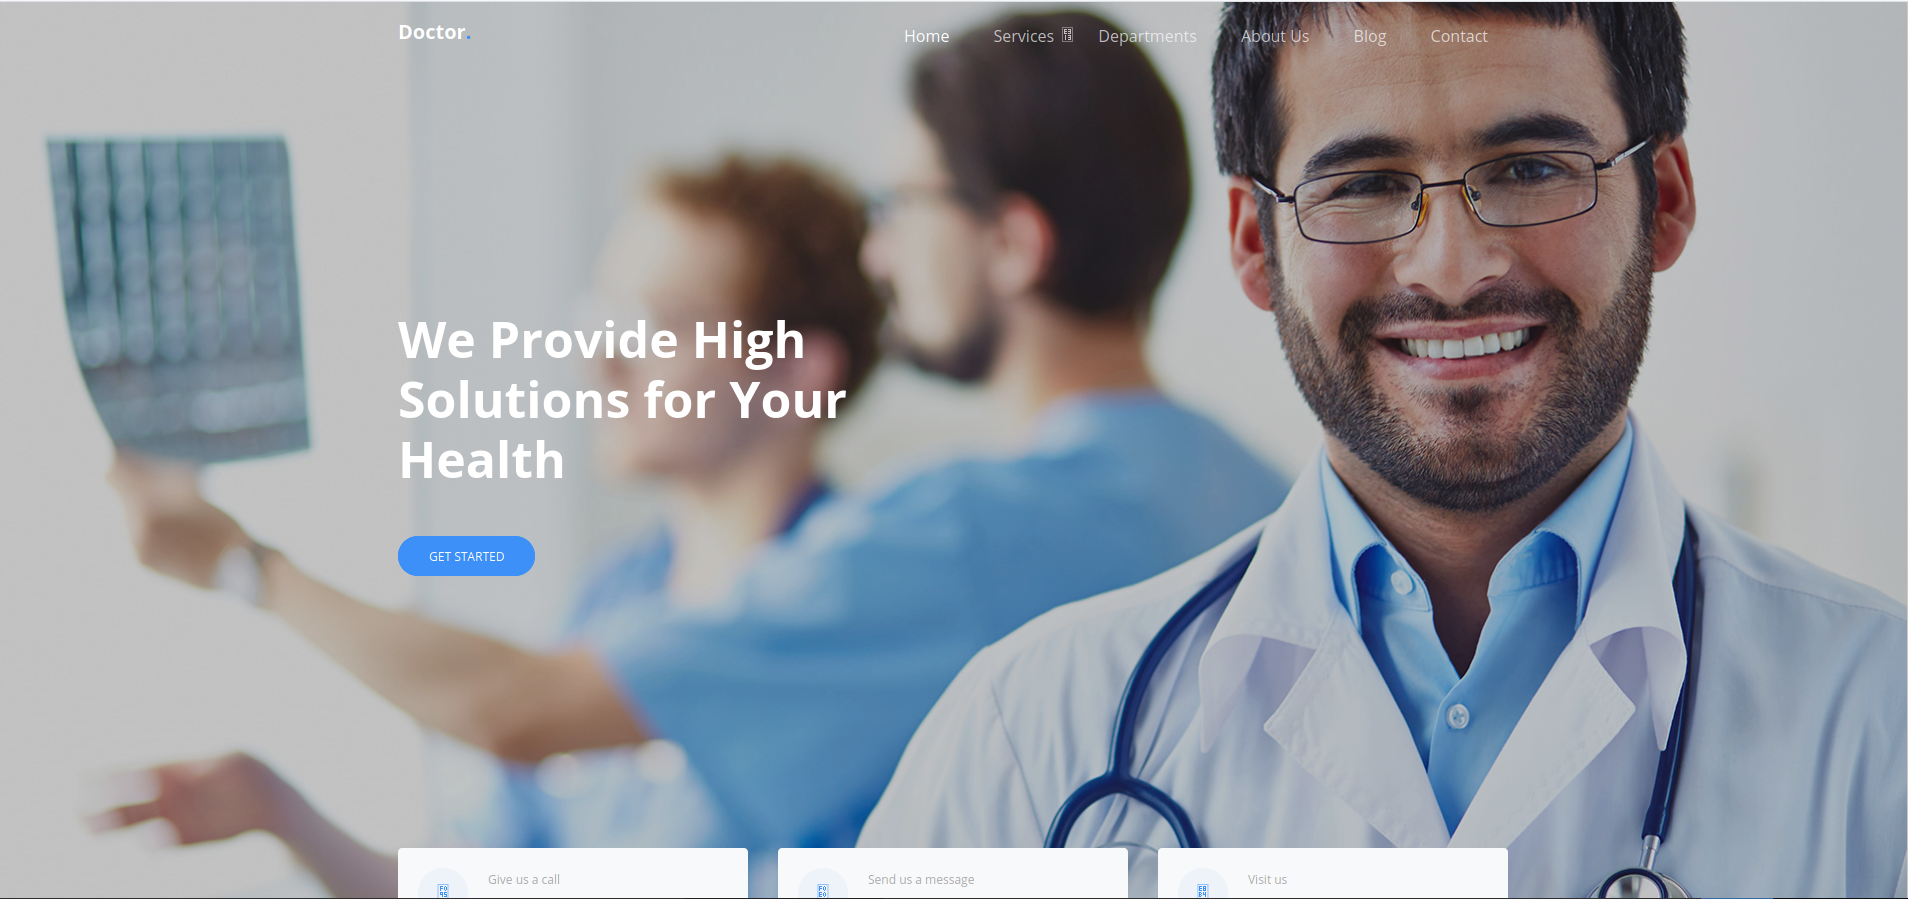 Doctor.
Home Services Departments About Us Blog Contact
We Provide High
Solutions for Your
Health
GET STARTED
Give us a call
Send us a message
Visit us